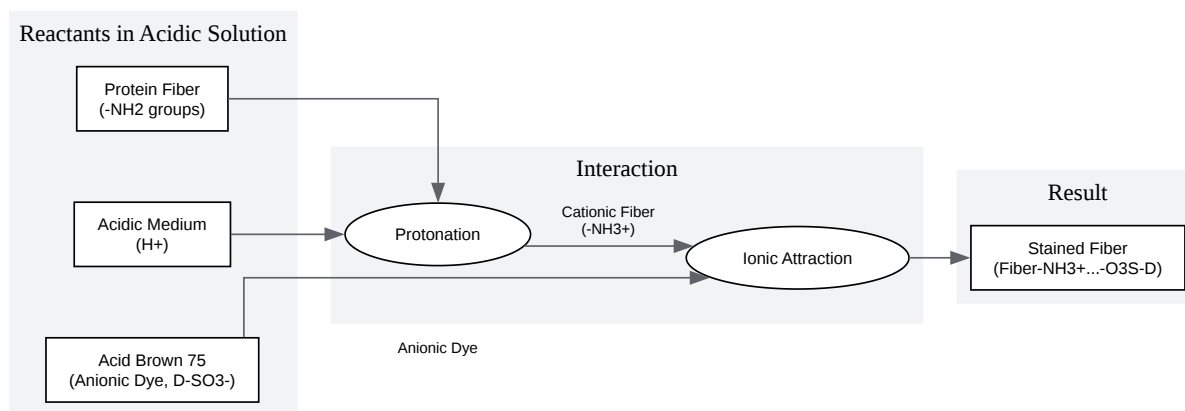 Reactants in Acidic Solution
Protein Fiber
(-NH2 groups)
Interaction
Result
Acidic Medium
(H+)
Protonation
Cationic Fiber
(-NH3+)
Ionic Attraction
Stained Fiber
(Fiber-NH3+...-O3S-D)
Anionic Dye
Acid Brown 75
(Anionic Dye, D-SO3-)